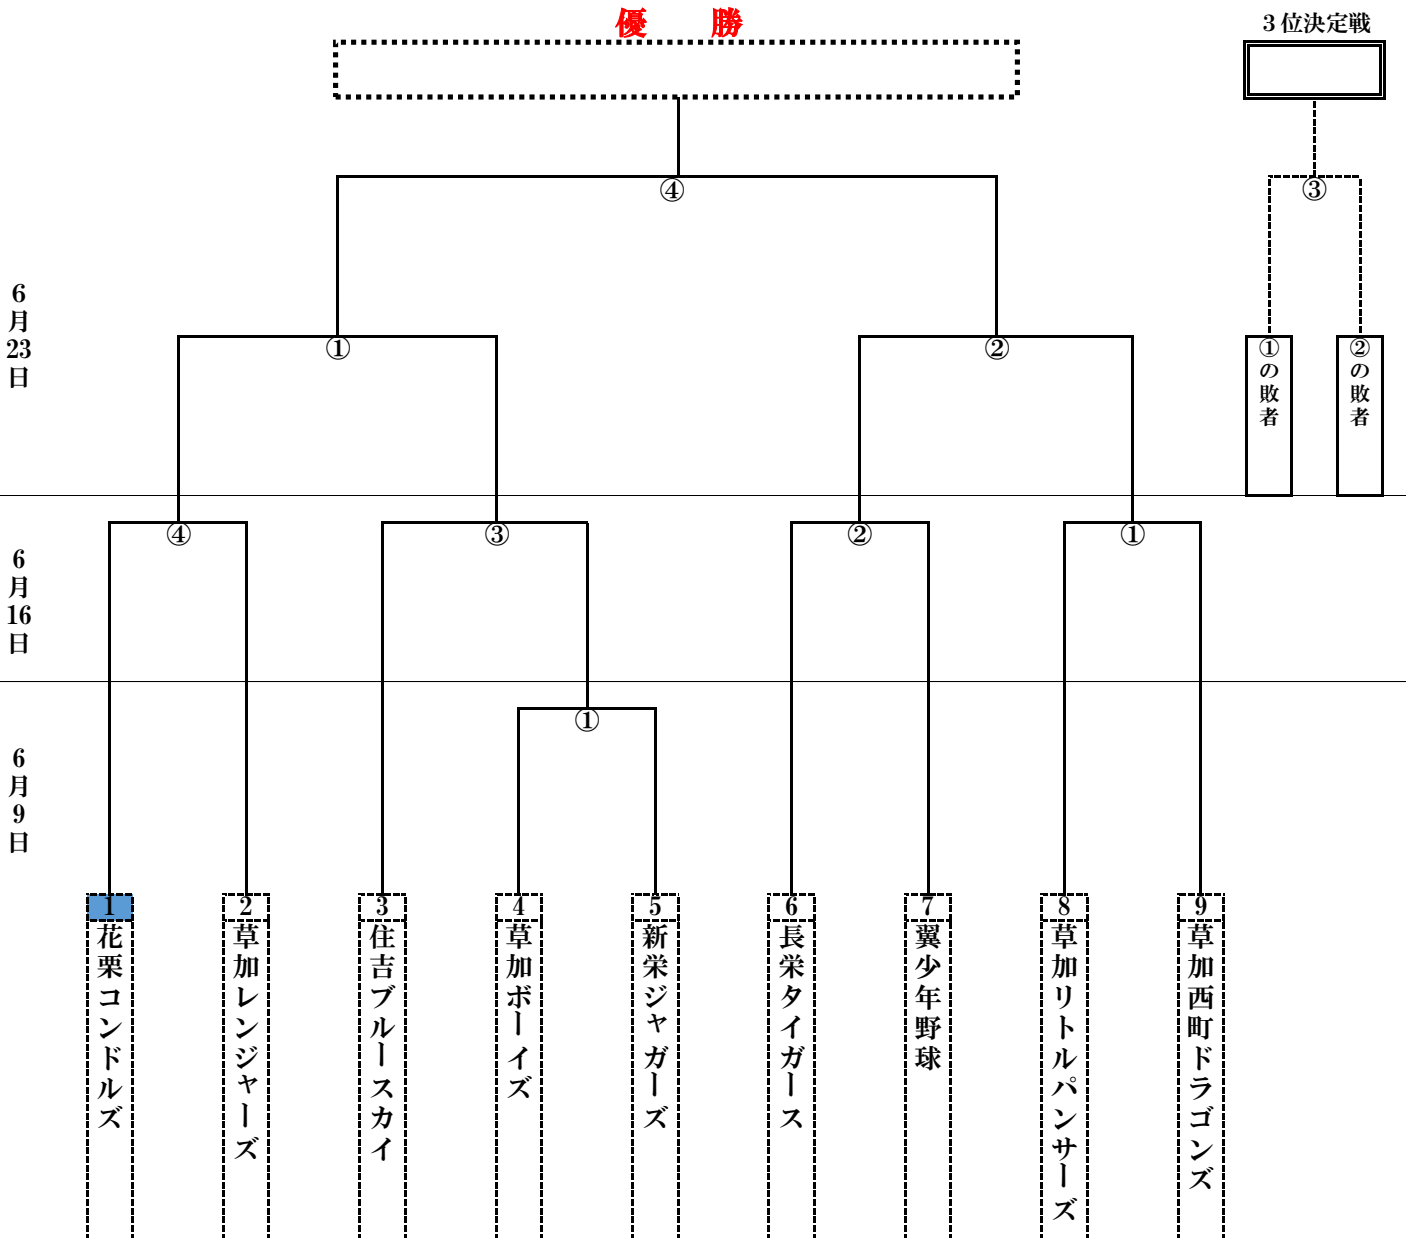 優　勝
３位決定戦
④
③
6月23日
①
②
①の敗者
②の敗者
6月16日
④
③
②
①
6月9日
①
1
花栗コンドルズ
2
草加レンジャーズ
3
住吉ブルースカイ
4
草加ボーイズ
5
新栄ジャガーズ
6
長栄タイガース
7
翼少年野球
8
草加リトルパンサーズ
9
草加西町ドラゴンズ